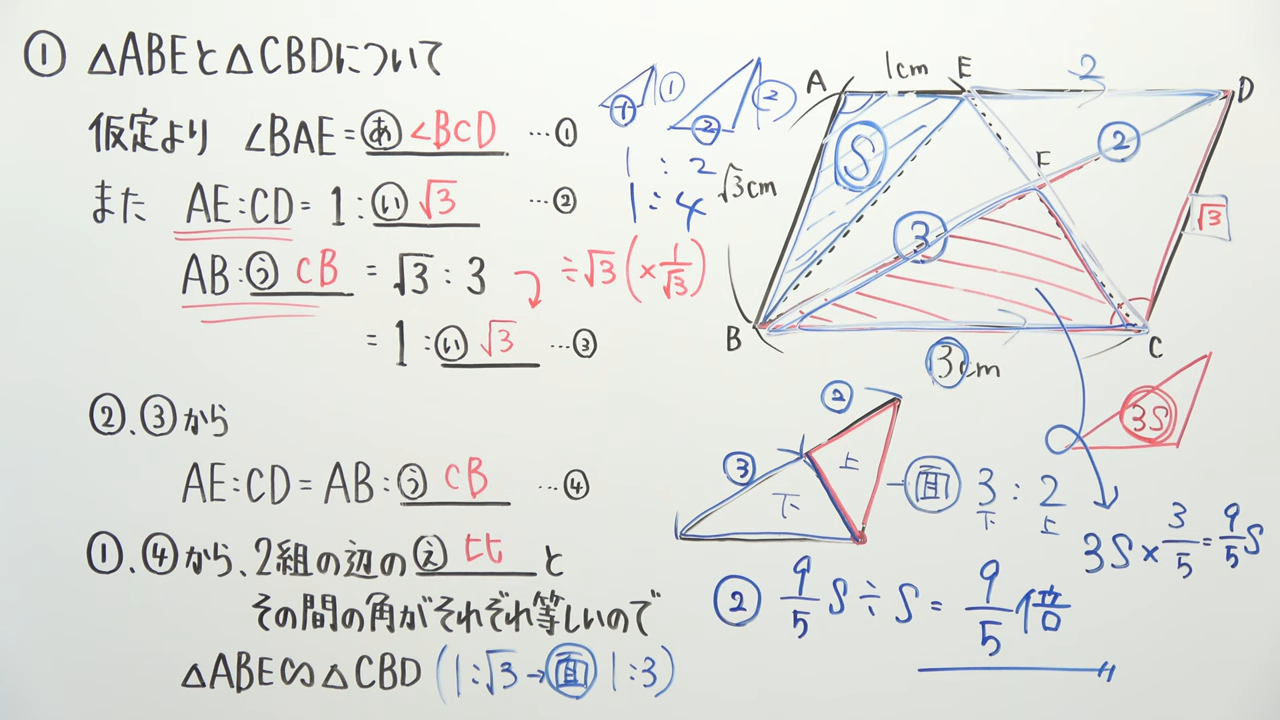 ① △ABEと△CBDについて
仮定より ∠BAE=あ ∠BCD …①
また AE:CD=1:い √3 …②
AB:う CB = √3:3
÷√3(×1/√3)
= 1:い √3 …③
②、③から
AE:CD=AB:う CB …④
①、④から、2組の辺の え 比 と
その間の角がそれぞれ等しいので
△ABE∽△CBD (1:√3→面 1:3)
① ②
1 2
1:2
1:4
A 1cm E 2 D
S ②
√3cm F
3 √3
B C
3cm
3S
② 上
③ 下
面 3:2
下 上
3S×3/5=9/5S
② 9/5S÷S=9/5倍